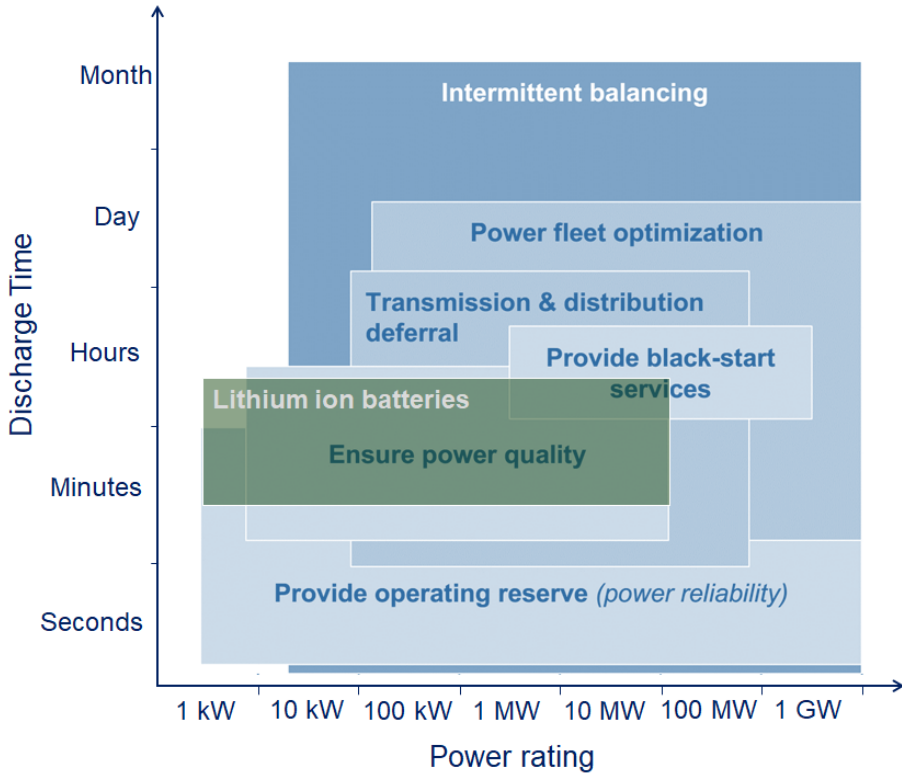 Month
Intermittent balancing
Day
Power fleet optimization
Transmission & distribution
deferral
Hours
Provide black-start
services
Lithium ion batteries
Ensure power quality
Minutes
Provide operating reserve (power reliability)
Seconds
Discharge Time
1 kW
10 kW
100 kW
1 MW
10 MW
100 MW
1 GW
Power rating